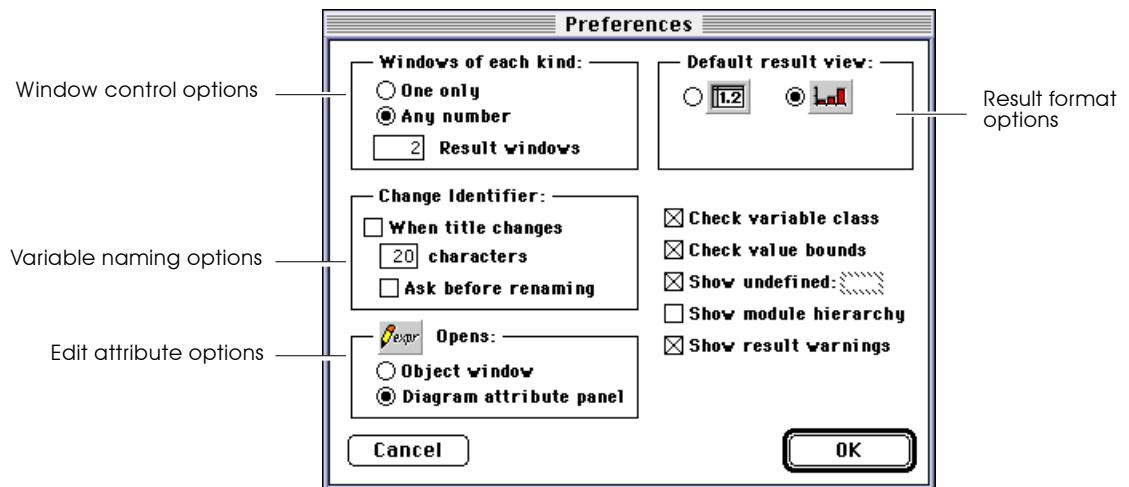 Preferences
Windows of each kind:
One only
Any number
2 Result windows
Default result view:
1.2
Change Identifier:
When title changes
20 characters
Ask before renaming
Check variable class
Check value bounds
Show undefined:
Show module hierarchy
Show result warnings
expr Opens:
Object window
Diagram attribute panel
Cancel
OK
Window control options
Variable naming options
Edit attribute options
Result format
options